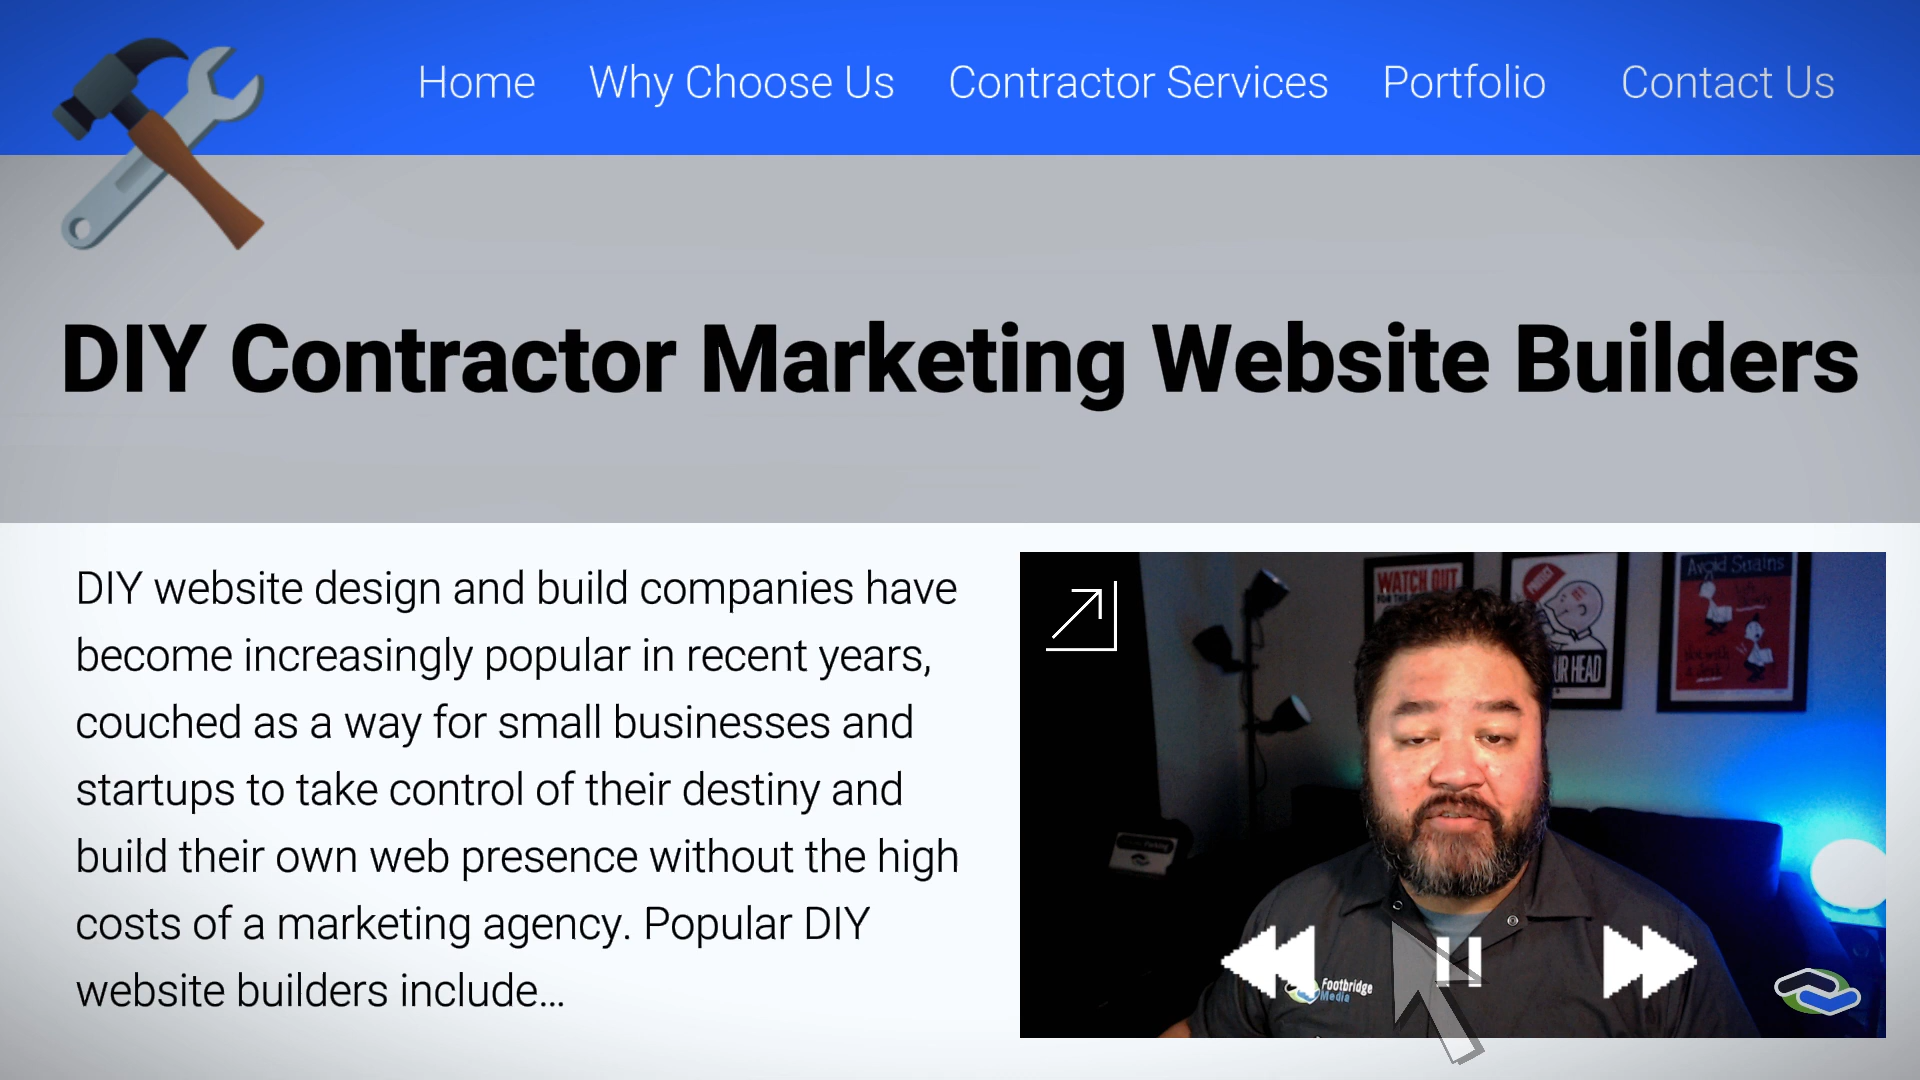 Home Why Choose Us Contractor Services Portfolio Contact Us
DIY Contractor Marketing Website Builders
DIY website design and build companies have
become increasingly popular in recent years,
couched as a way for small businesses and
startups to take control of their destiny and
build their own web presence without the high
costs of a marketing agency. Popular DIY
website builders include...
WATCH OUT
UR HEAD
Avoid Strains
Footbridge
Media